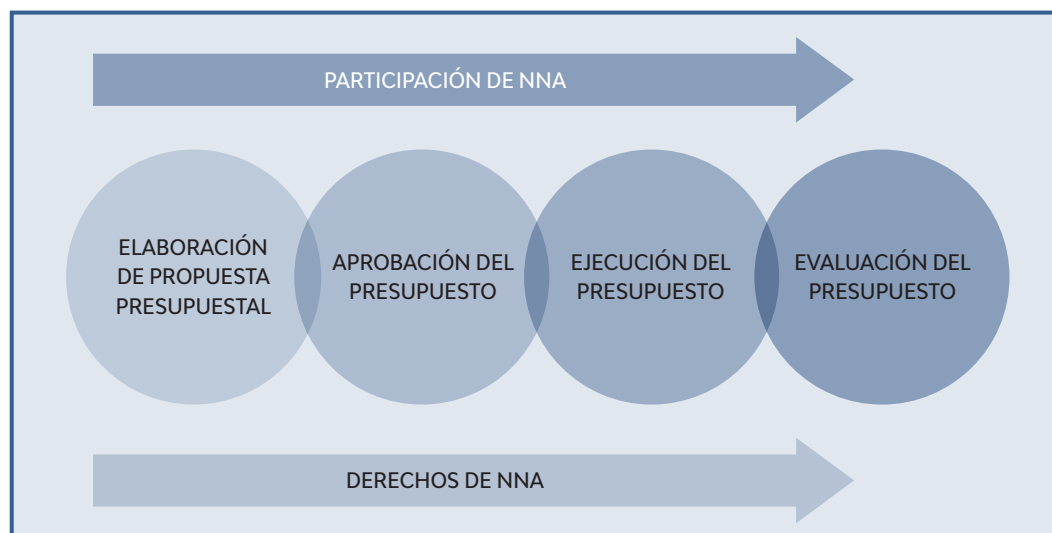 PARTICIPACIÓN DE NNA
ELABORACIÓN
DE PROPUESTA
PRESUPUESTAL
APROBACIÓN DEL
PRESUPUESTO
EJECUCIÓN DEL
PRESUPUESTO
EVALUACIÓN DEL
PRESUPUESTO
DERECHOS DE NNA